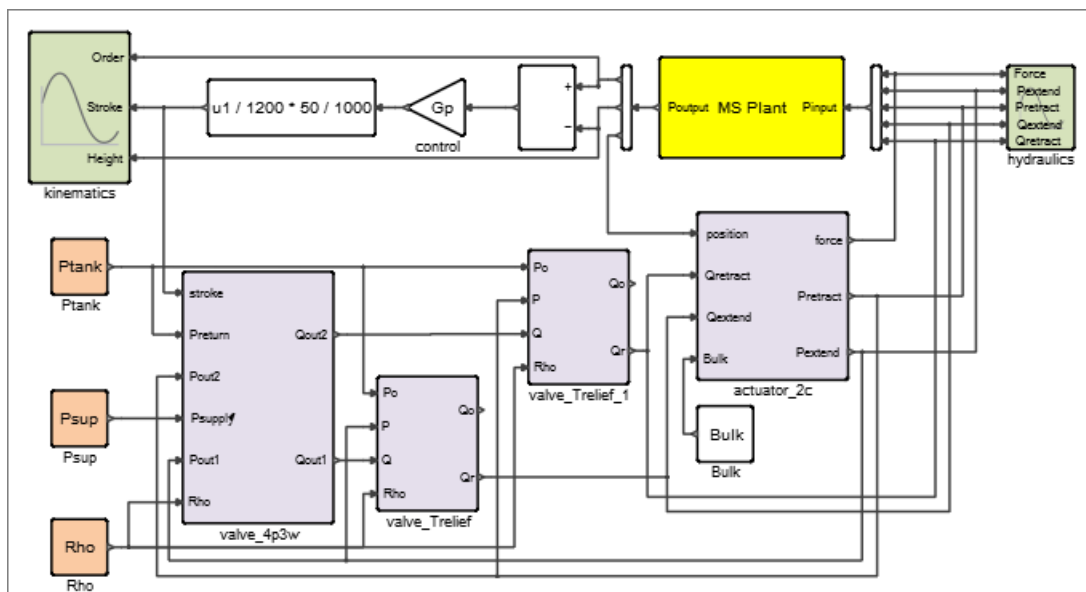 Order
Stroke
Height
kinematics
u1 / 1200 * 50 / 1000
Gp
control
+
−
Poutput
MS Plant
Pinput
Force
Pextend
Pretract
Qextend
Qretract
hydraulics
Ptank
Ptank
Psup
Psup
Rho
Rho
stroke
Preturn
Pout2
Psupply
Pout1
Rho
Qout2
Qout1
valve_4p3w
Po
P
Q
Rho
Qo
Qr
valve_Trelief
Po
P
Q
Rho
Qo
Qr
valve_Trelief_1
position
Qretract
Qextend
Bulk
force
Pretract
Pextend
actuator_2c
Bulk
Bulk